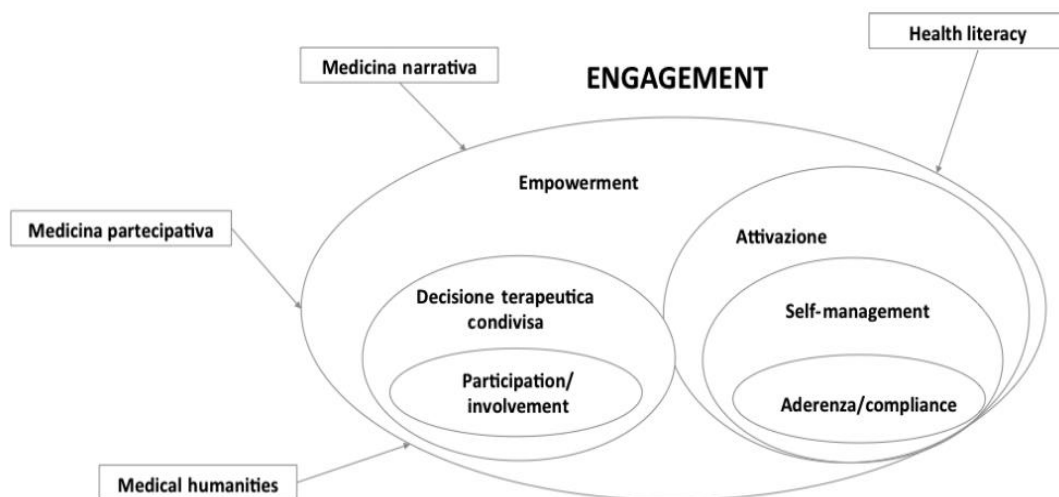 Health literacy
Medicina narrativa
ENGAGEMENT
Empowerment
Medicina partecipativa
Attivazione
Decisione terapeutica
condivisa
Self-management
Participation/
involvement
Aderenza/compliance
Medical humanities